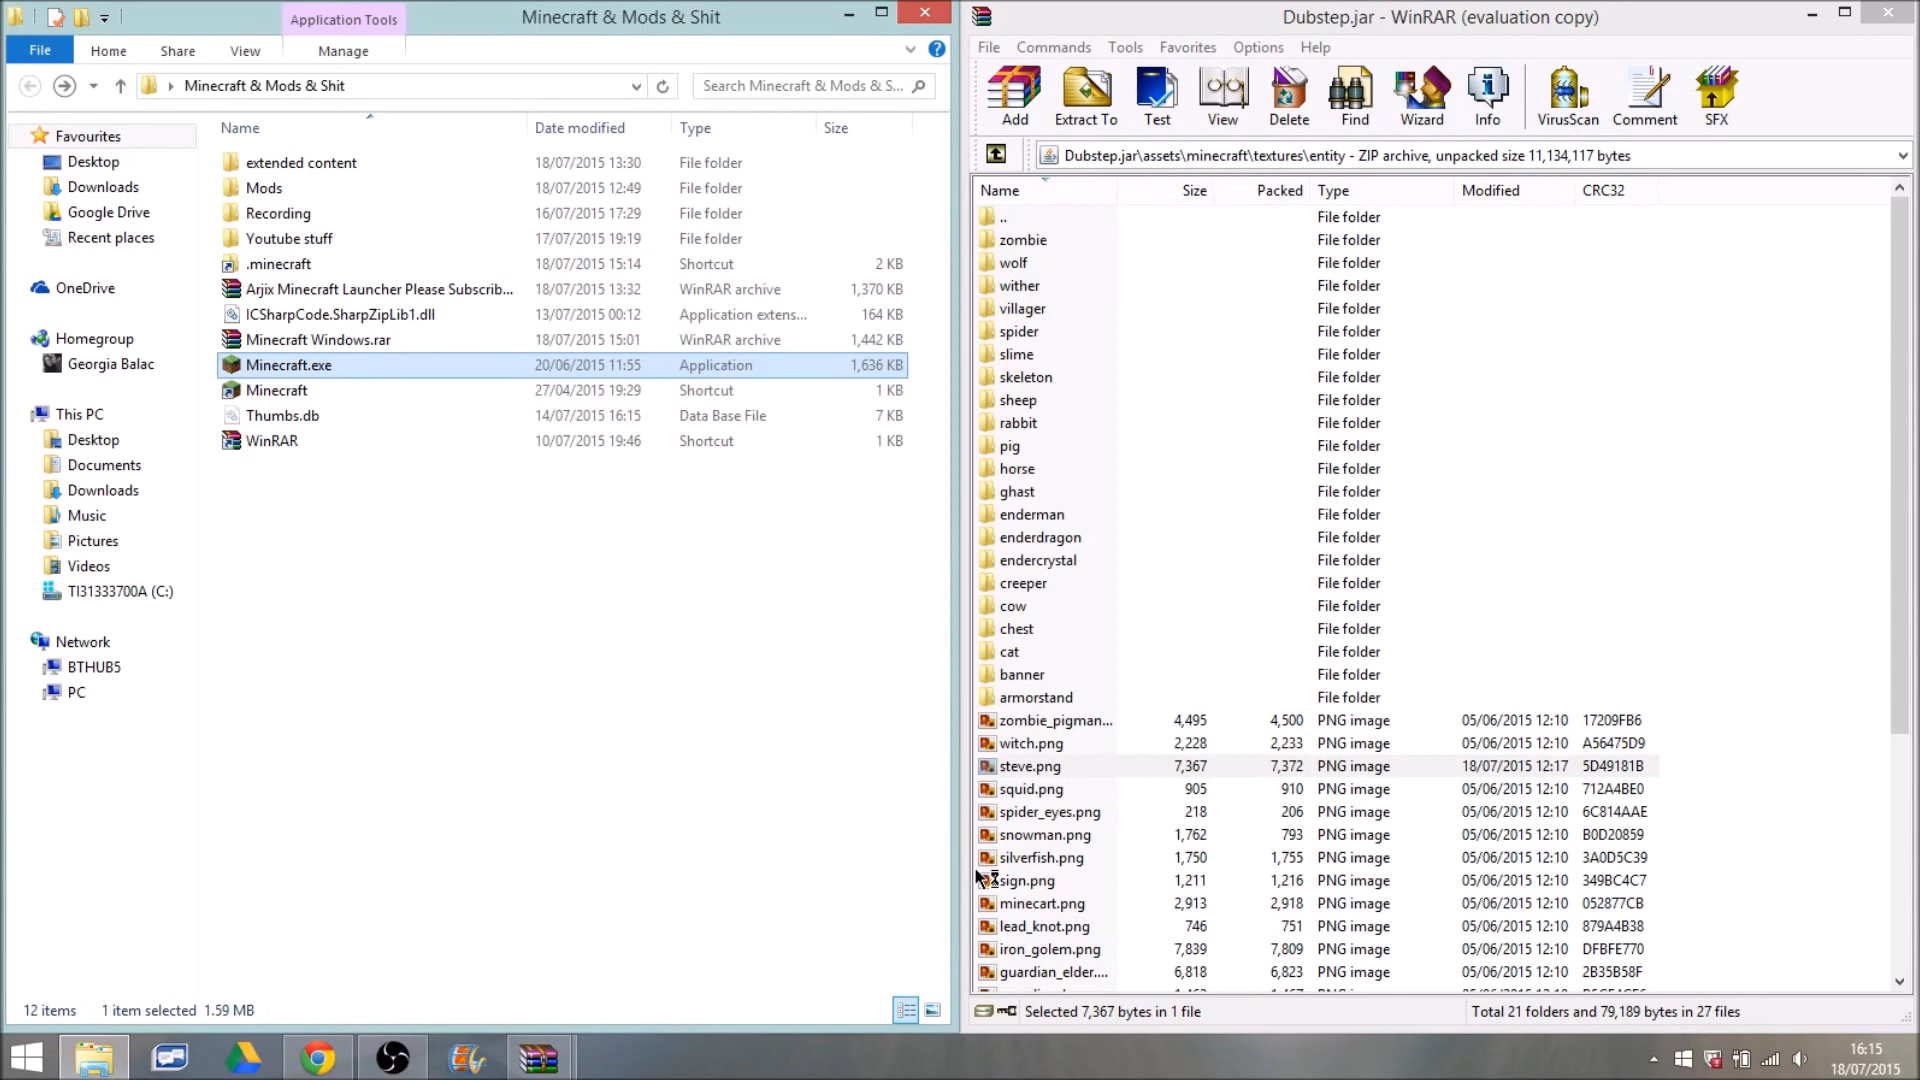 Application Tools
Minecraft & Mods & Shit
File Home Share View Manage
Minecraft & Mods & Shit
Search Minecraft & Mods & S...
Name Date modified Type Size
Favourites
Desktop
Downloads
Google Drive
Recent places
OneDrive
Homegroup
Georgia Balac
This PC
Desktop
Documents
Downloads
Music
Pictures
Videos
TI31333700A (C:)
Network
BTHUB5
PC
extended content 18/07/2015 13:30 File folder
Mods 18/07/2015 12:49 File folder
Recording 16/07/2015 17:29 File folder
Youtube stuff 17/07/2015 19:19 File folder
.minecraft 18/07/2015 15:14 Shortcut 2 KB
Arjix Minecraft Launcher Please Subscrib... 18/07/2015 13:32 WinRAR archive 1,370 KB
ICSharpCode.SharpZipLib1.dll 13/07/2015 00:12 Application extens... 164 KB
Minecraft Windows.rar 18/07/2015 15:01 WinRAR archive 1,442 KB
Minecraft.exe 20/06/2015 11:55 Application 1,636 KB
Minecraft 27/04/2015 19:29 Shortcut 1 KB
Thumbs.db 14/07/2015 16:15 Data Base File 7 KB
WinRAR 10/07/2015 19:46 Shortcut 1 KB
12 items 1 item selected 1.59 MB
Dubstep.jar - WinRAR (evaluation copy)
File Commands Tools Favorites Options Help
Add Extract To Test View Delete Find Wizard Info VirusScan Comment SFX
Dubstep.jar\assets\minecraft\textures\entity - ZIP archive, unpacked size 11,134,117 bytes
Name Size Packed Type Modified CRC32
.. File folder
zombie File folder
wolf File folder
wither File folder
villager File folder
spider File folder
slime File folder
skeleton File folder
sheep File folder
rabbit File folder
pig File folder
horse File folder
ghast File folder
enderman File folder
enderdragon File folder
endercrystal File folder
creeper File folder
cow File folder
chest File folder
cat File folder
banner File folder
armorstand File folder
zombie_pigman... 4,495 4,500 PNG image 05/06/2015 12:10 17209FB6
witch.png 2,228 2,233 PNG image 05/06/2015 12:10 A56475D9
steve.png 7,367 7,372 PNG image 18/07/2015 12:17 5D49181B
squid.png 905 910 PNG image 05/06/2015 12:10 712A4BE0
spider_eyes.png 218 206 PNG image 05/06/2015 12:10 6C814AAE
snowman.png 1,762 793 PNG image 05/06/2015 12:10 B0D20859
silverfish.png 1,750 1,755 PNG image 05/06/2015 12:10 3A0D5C39
sign.png 1,211 1,216 PNG image 05/06/2015 12:10 349BC4C7
minecart.png 2,913 2,918 PNG image 05/06/2015 12:10 052877CB
lead_knot.png 746 751 PNG image 05/06/2015 12:10 879A4B38
iron_golem.png 7,839 7,809 PNG image 05/06/2015 12:10 DFBFE770
guardian_elder.... 6,818 6,823 PNG image 05/06/2015 12:10 2B35B58F
Selected 7,367 bytes in 1 file
Total 21 folders and 79,189 bytes in 27 files
16:15
18/07/2015